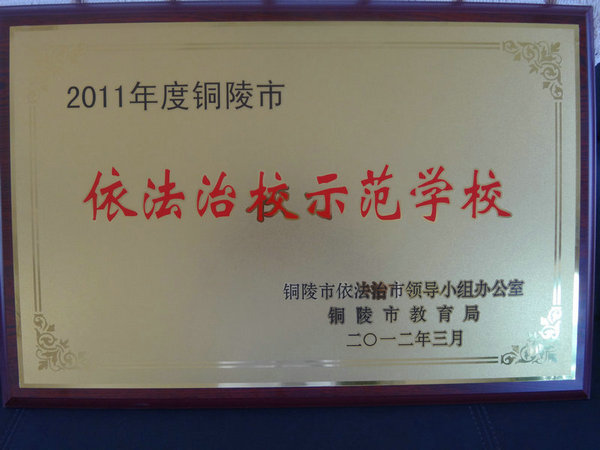 2011年度铜陵市
依法治校示范学校
铜陵市依法治市领导小组办公室
铜陵市教育局
二〇一二年三月